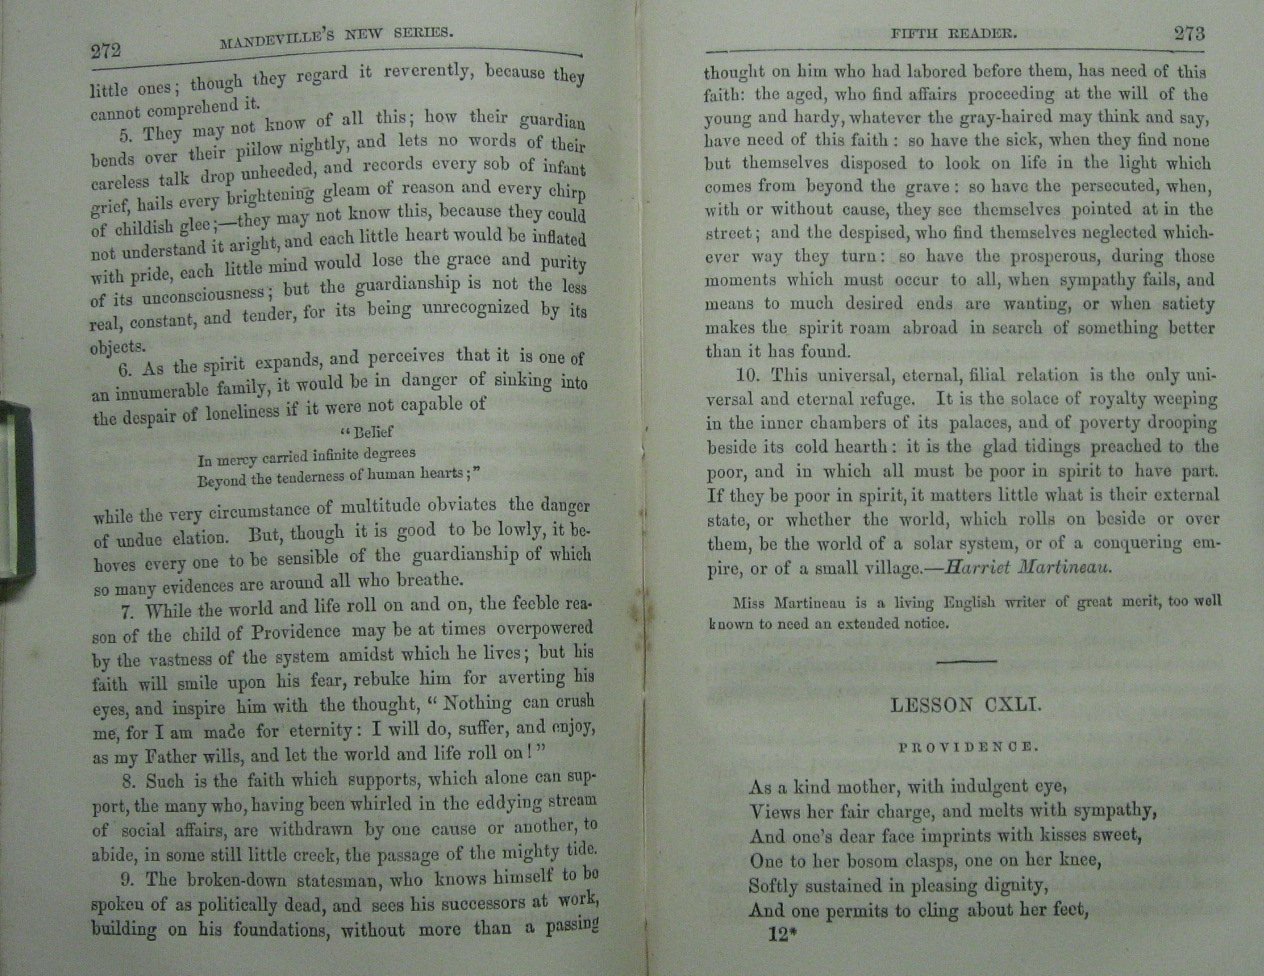 272
MANDEVILLE'S NEW SERIES.
little ones; though they regard it reverently, because they
cannot comprehend it.
5. They may not know of all this; how their guardian
bends over their pillow nightly, and lets no words of their
careless talk drop unheeded, and records every sob of infant
grief, hails every brightening gleam of reason and every chirp
of childish glee;—they may not know this, because they could
not understand it aright, and each little heart would be inflated
with pride, each little mind would lose the grace and purity
of its unconsciousness; but the guardianship is not the less
real, constant, and tender, for its being unrecognized by its
objects.
6. As the spirit expands, and perceives that it is one of
an innumerable family, it would be in danger of sinking into
the despair of loneliness if it were not capable of
"Belief
In mercy carried infinite degrees
Beyond the tenderness of human hearts;"
while the very circumstance of multitude obviates the danger
of undue elation. But, though it is good to be lowly, it be-
hoves every one to be sensible of the guardianship of which
so many evidences are around all who breathe.
7. While the world and life roll on and on, the feeble rea-
son of the child of Providence may be at times overpowered
by the vastness of the system amidst which he lives; but his
faith will smile upon his fear, rebuke him for averting his
eyes, and inspire him with the thought, "Nothing can crush
me, for I am made for eternity: I will do, suffer, and enjoy,
as my Father wills, and let the world and life roll on!"
8. Such is the faith which supports, which alone can sup-
port, the many who, having been whirled in the eddying stream
of social affairs, are withdrawn by one cause or another, to
abide, in some still little creek, the passage of the mighty tide.
9. The broken-down statesman, who knows himself to be
spoken of as politically dead, and sees his successors at work,
building on his foundations, without more than a passing
FIFTH READER.
273
thought on him who had labored before them, has need of this
faith: the aged, who find affairs proceeding at the will of the
young and hardy, whatever the gray-haired may think and say,
have need of this faith: so have the sick, when they find none
but themselves disposed to look on life in the light which
comes from beyond the grave: so have the persecuted, when,
with or without cause, they see themselves pointed at in the
street; and the despised, who find themselves neglected which-
ever way they turn: so have the prosperous, during those
moments which must occur to all, when sympathy fails, and
means to much desired ends are wanting, or when satiety
makes the spirit roam abroad in search of something better
than it has found.
10. This universal, eternal, filial relation is the only uni-
versal and eternal refuge. It is the solace of royalty weeping
in the inner chambers of its palaces, and of poverty drooping
beside its cold hearth: it is the glad tidings preached to the
poor, and in which all must be poor in spirit to have part.
If they be poor in spirit, it matters little what is their external
state, or whether the world, which rolls on beside or over
them, be the world of a solar system, or of a conquering em-
pire, or of a small village.—Harriet Martineau.
Miss Martineau is a living English writer of great merit, too well
known to need an extended notice.
LESSON CXLI.
PROVIDENCE.
As a kind mother, with indulgent eye,
Views her fair charge, and melts with sympathy,
And one's dear face imprints with kisses sweet,
One to her bosom clasps, one on her knee,
Softly sustained in pleasing dignity,
And one permits to cling about her feet,
12*